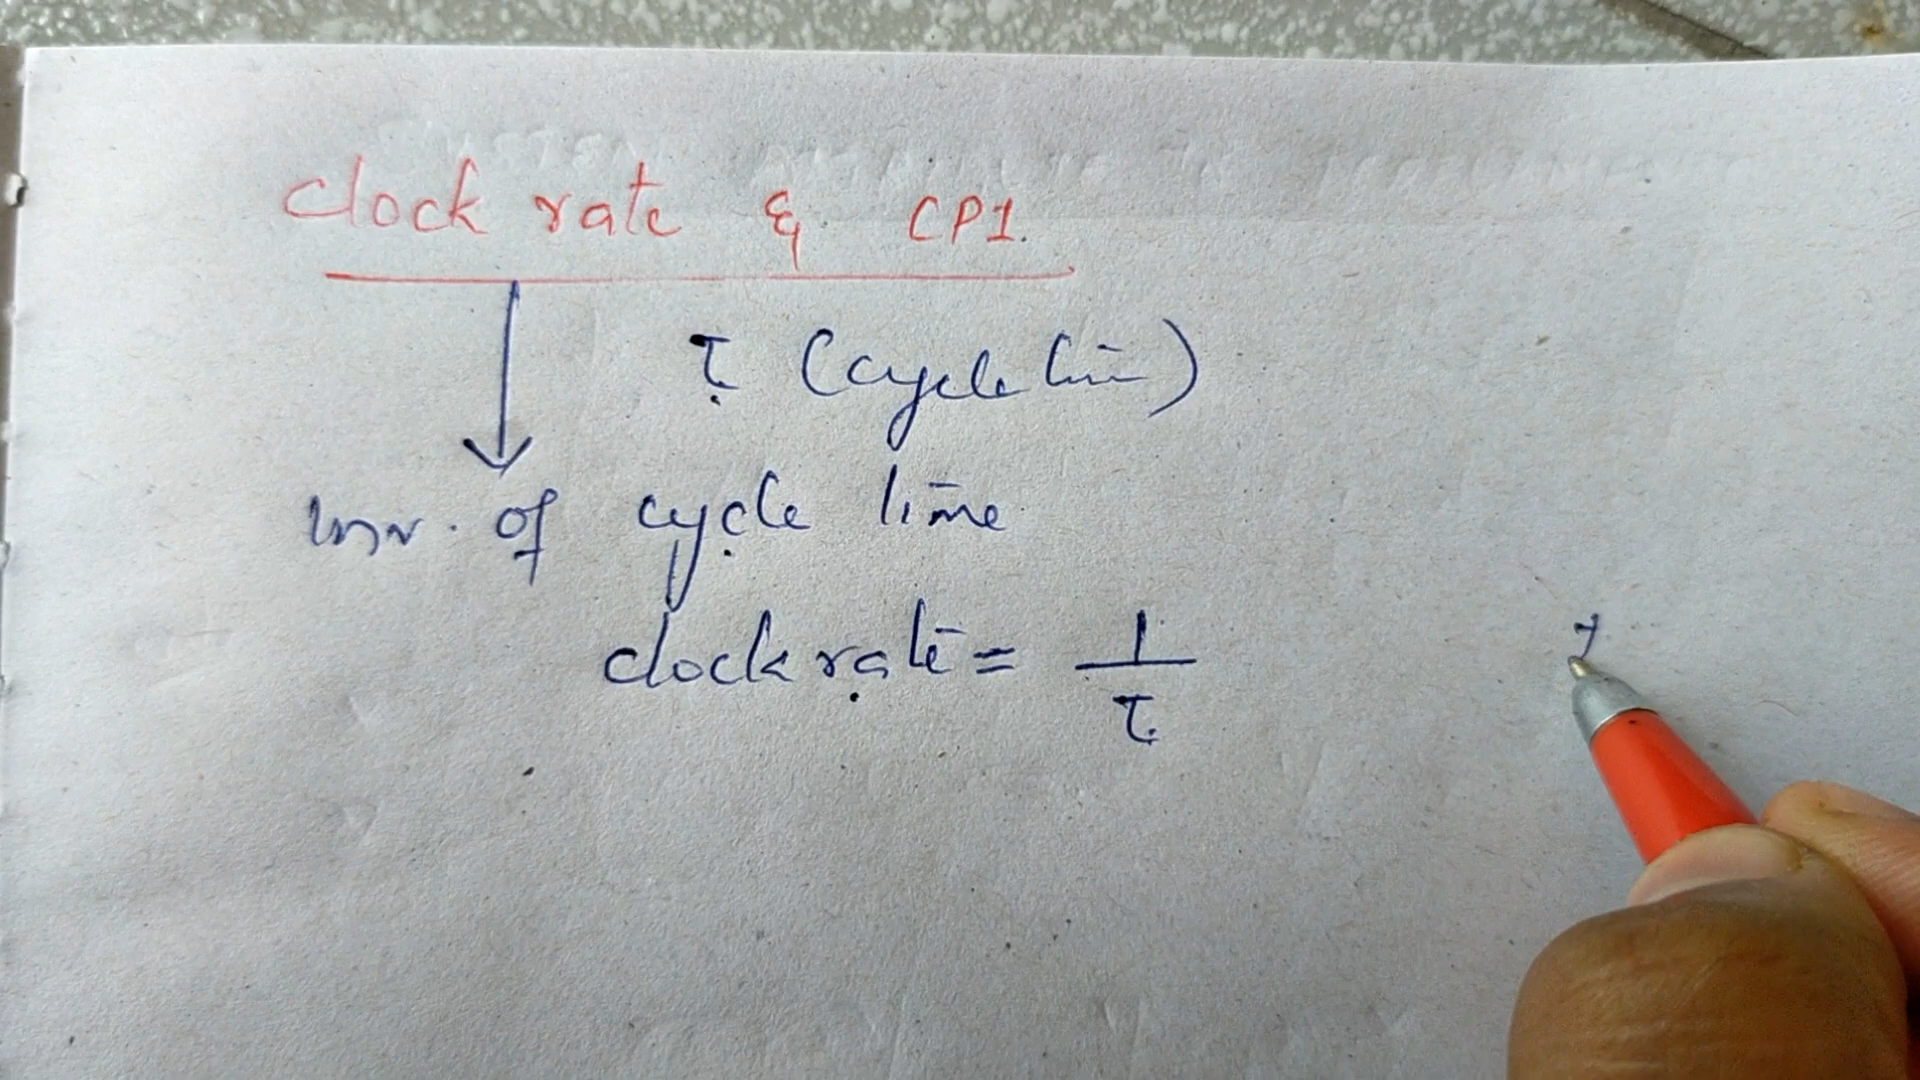 clock rate & CPI.
τ (cycle time)
Inv. of cycle time
clock rate = 1/τ